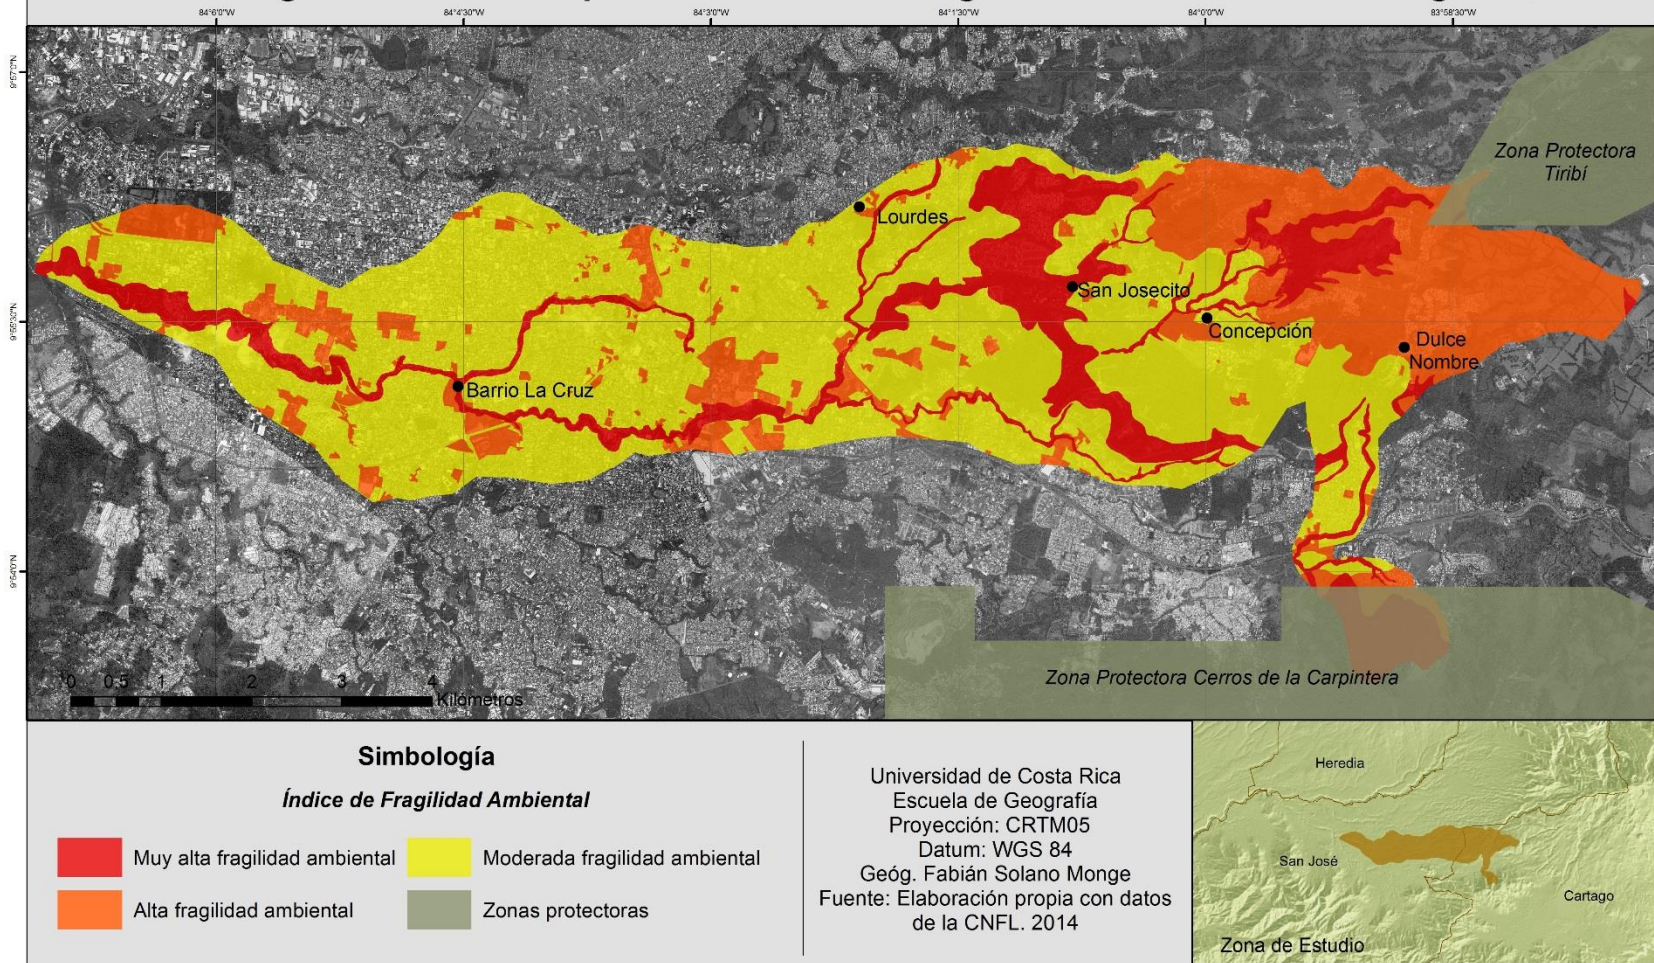 84°6'0"W
84°4'30"W
84°3'0"W
84°1'30"W
84°0'0"W
83°58'30"W
9°57'0"N
9°55'30"N
9°54'0"N
Zona Protectora
Tiribí
Lourdes
San Josecito
Concepción
Dulce
Nombre
Barrio La Cruz
Zona Protectora Cerros de la Carpintera
0 0,5 1 2 3 4
Kilómetros
Simbología
Índice de Fragilidad Ambiental
Muy alta fragilidad ambiental
Moderada fragilidad ambiental
Alta fragilidad ambiental
Zonas protectoras
Universidad de Costa Rica
Escuela de Geografía
Proyección: CRTM05
Datum: WGS 84
Geóg. Fabián Solano Monge
Fuente: Elaboración propia con datos
de la CNFL. 2014
Heredia
San José
Cartago
Zona de Estudio